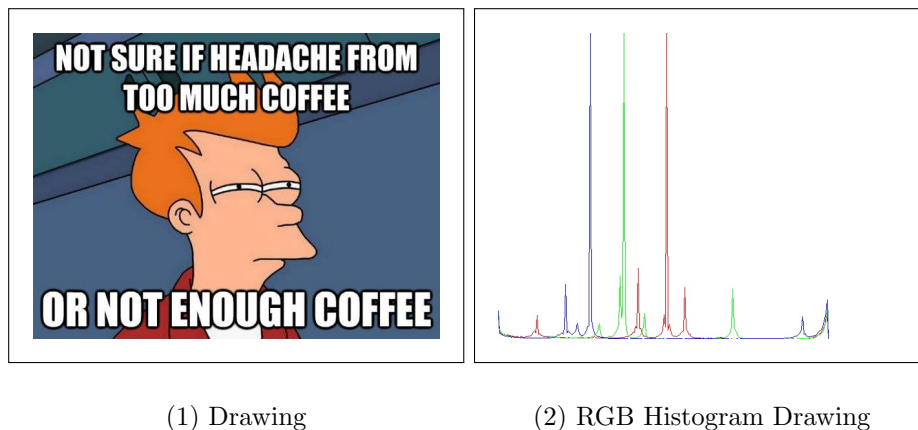 NOT SURE IF HEADACHE FROM
TOO MUCH COFFEE
OR NOT ENOUGH COFFEE
(1) Drawing
(2) RGB Histogram Drawing